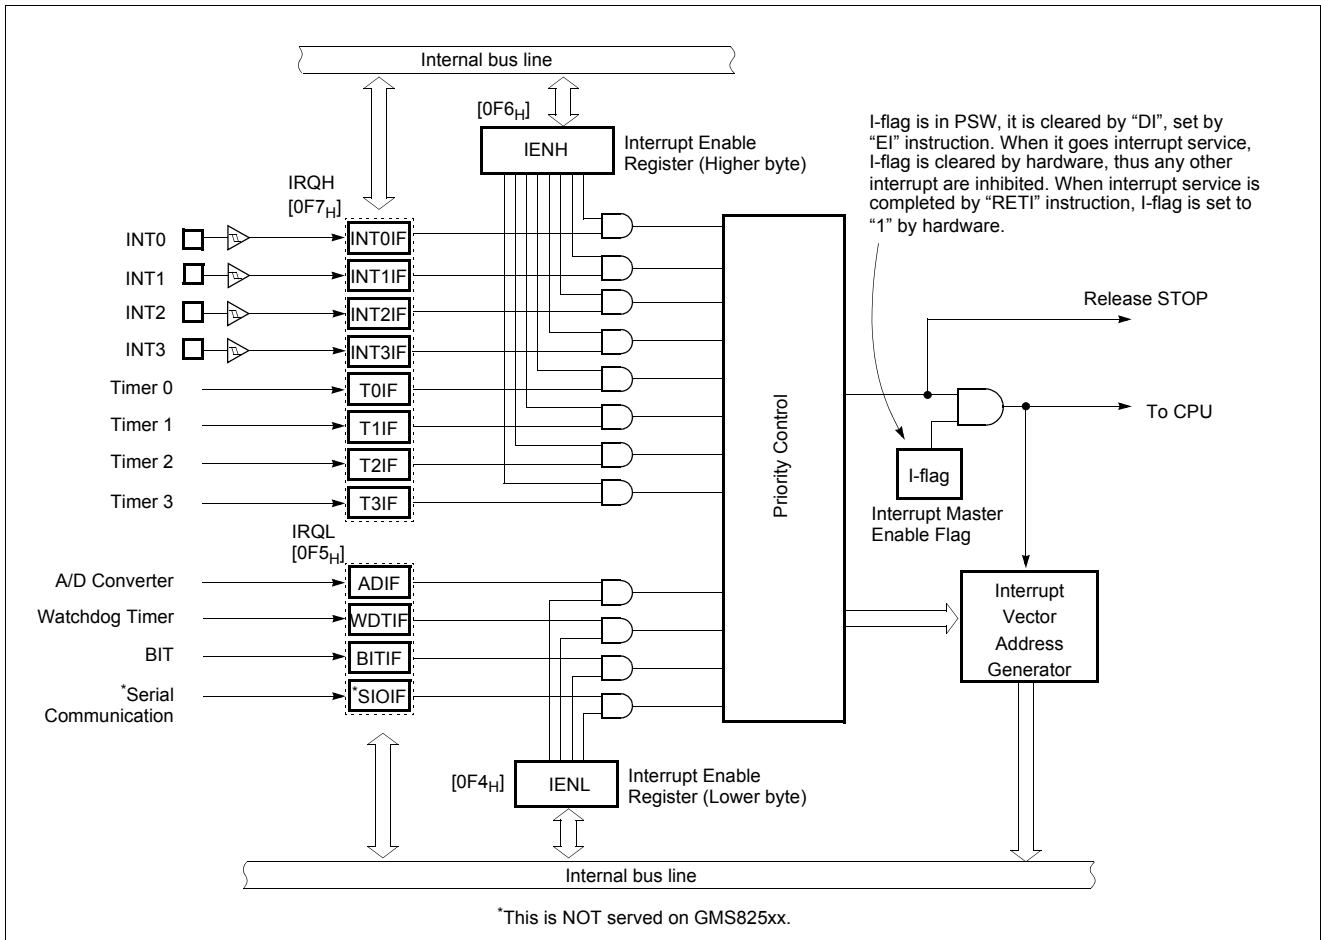 Internal bus line
[0F6H]
IENH
Interrupt Enable
Register (Higher byte)
I-flag is in PSW, it is cleared by “DI”, set by
“EI” instruction. When it goes interrupt service,
I-flag is cleared by hardware, thus any other
interrupt are inhibited. When interrupt service is
completed by “RETI” instruction, I-flag is set to
“1” by hardware.
IRQH
[0F7H]
INT0
INT0IF
INT1
INT1IF
INT2
INT2IF
INT3
INT3IF
Timer 0
T0IF
Timer 1
T1IF
Timer 2
T2IF
Timer 3
T3IF
Priority Control
Release STOP
To CPU
I-flag
Interrupt Master
Enable Flag
IRQL
[0F5H]
A/D Converter
ADIF
Watchdog Timer
WDTIF
BIT
BITIF
*Serial
Communication
*SIOIF
Interrupt
Vector
Address
Generator
[0F4H]
IENL
Interrupt Enable
Register (Lower byte)
Internal bus line
*This is NOT served on GMS825xx.